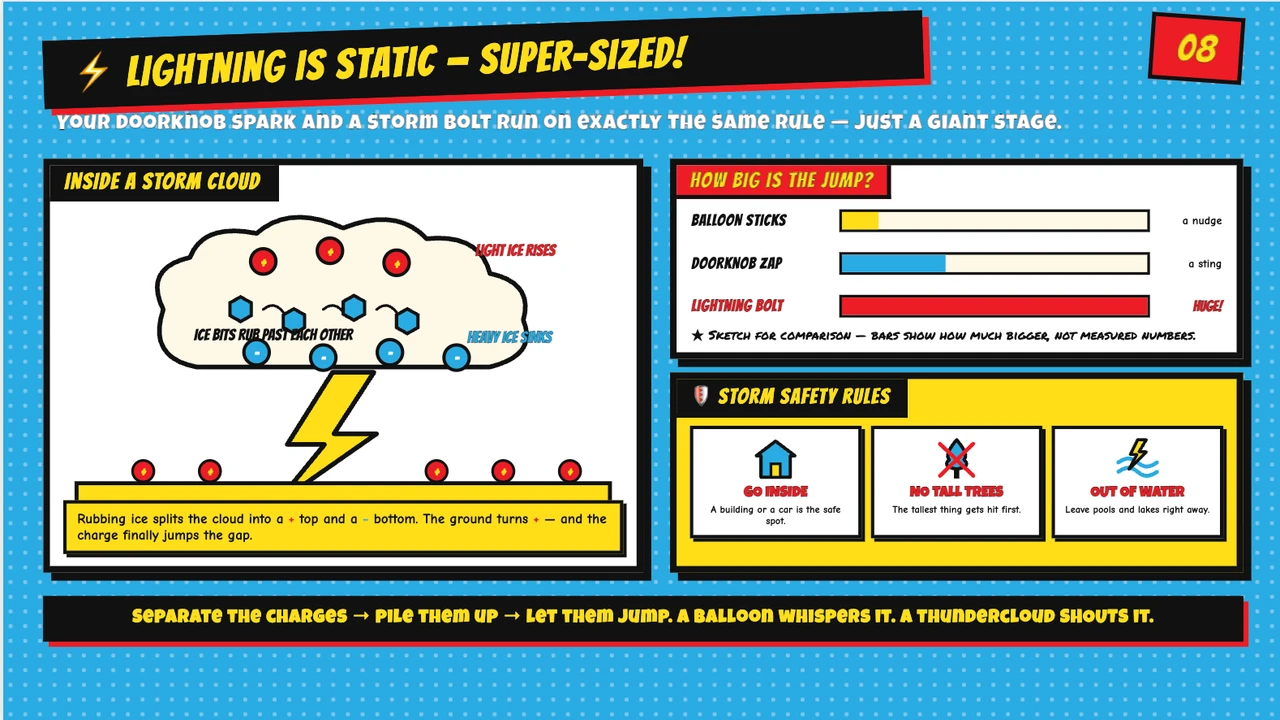 ⚡ LIGHTNING IS STATIC – SUPER-SIZED!
08
YOUR DOORKNOB SPARK AND A STORM BOLT RUN ON EXACTLY THE SAME RULE — JUST A GIANT STAGE.
INSIDE A STORM CLOUD
LIGHT ICE RISES
ICE BITS RUB PAST EACH OTHER
HEAVY ICE SINKS
Rubbing ice splits the cloud into a + top and a - bottom. The ground turns + — and the
charge finally jumps the gap.
HOW BIG IS THE JUMP?
BALLOON STICKS
a nudge
DOORKNOB ZAP
a sting
LIGHTNING BOLT
HUGE!
★ SKETCH FOR COMPARISON — BARS SHOW HOW MUCH BIGGER, NOT MEASURED NUMBERS.
STORM SAFETY RULES
GO INSIDE
A building or a car is the safe
spot.
NO TALL TREES
The tallest thing gets hit first.
OUT OF WATER
Leave pools and lakes right away.
SEPARATE THE CHARGES → PILE THEM UP → LET THEM JUMP. A BALLOON WHISPERS IT. A THUNDERCLOUD SHOUTS IT.